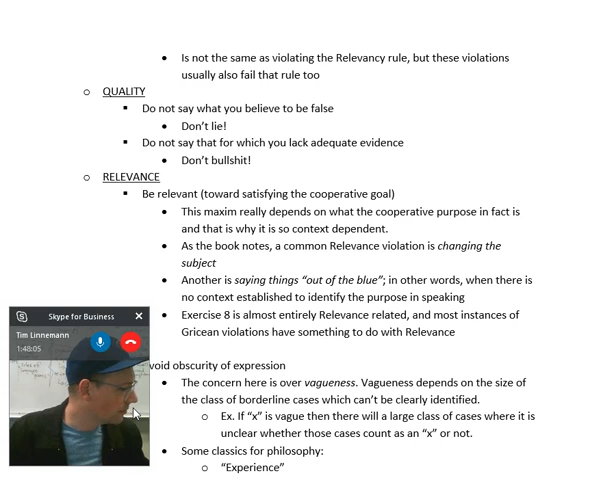 Is not the same as violating the Relevancy rule, but these violations
usually also fail that rule too
QUALITY
Do not say what you believe to be false
Don't lie!
Do not say that for which you lack adequate evidence
Don't bullshit!
RELEVANCE
Be relevant (toward satisfying the cooperative goal)
This maxim really depends on what the cooperative purpose in fact is
and that is why it is so context dependent.
As the book notes, a common Relevance violation is changing the
subject
Another is saying things “out of the blue”; in other words, when there is
no context established to identify the purpose in speaking
Exercise 8 is almost entirely Relevance related, and most instances of
Gricean violations have something to do with Relevance
Skype for Business
Tim Linnemann
1:48:05
void obscurity of expression
The concern here is over vagueness. Vagueness depends on the size of
the class of borderline cases which can't be clearly identified.
Ex. If “x” is vague then there will a large class of cases where it is
unclear whether those cases count as an “x” or not.
Some classics for philosophy:
“Experience”